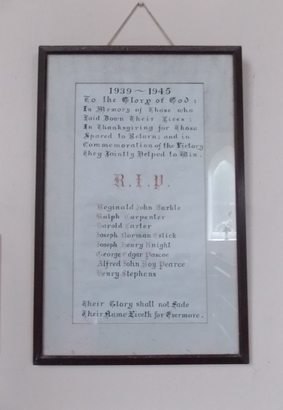 1939 ~ 1945
To the Glory of God:
In Memory of Those who
Laid Down Their Lives:
In Thanksgiving for Those
Spared to Return: and in
Commemoration of the Victory
They Jointly Helped to Win.
R.I.P.
Reginald John
Ralph Carpenter
Harold
Joseph Norman
Joseph Henry Knight
George Edgar Pascoe
Alfred John Roy Pearce
Henry Stephens
Their Glory shall not Fade
Their Name Liveth for Evermore.